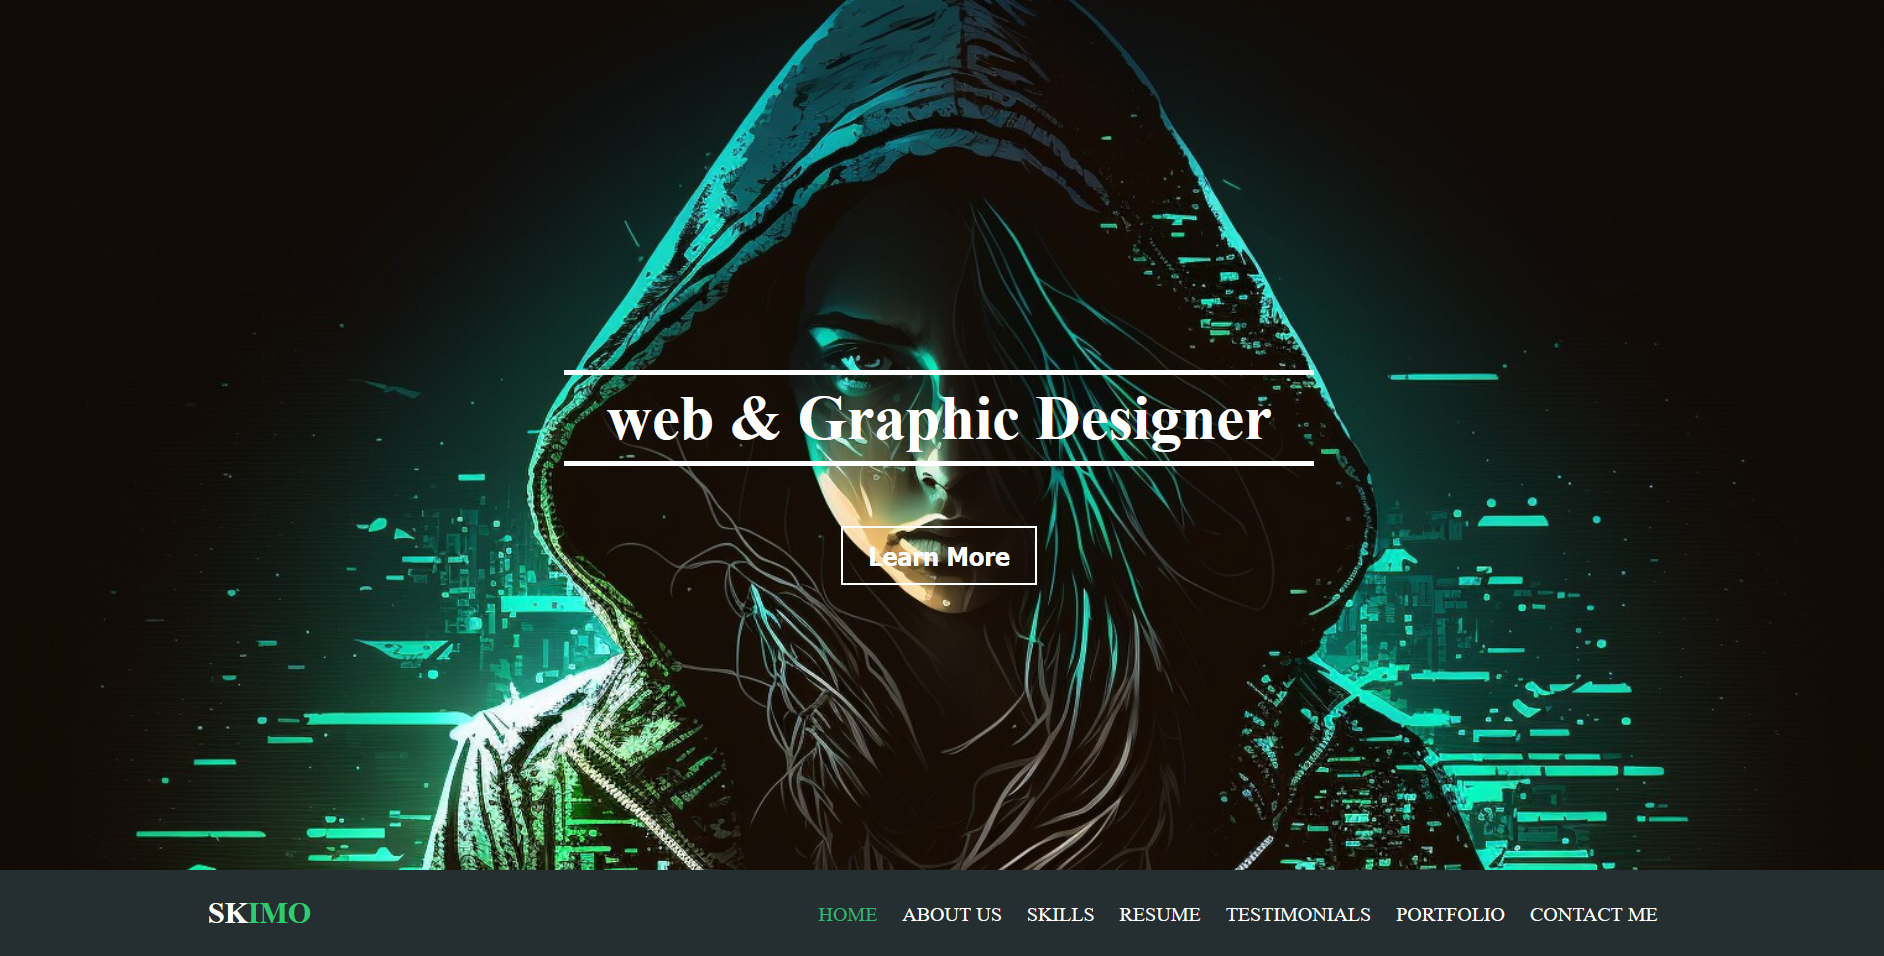 web & Graphic Designer
Learn More
SKIMO
HOME ABOUT US SKILLS RESUME TESTIMONIALS PORTFOLIO CONTACT ME